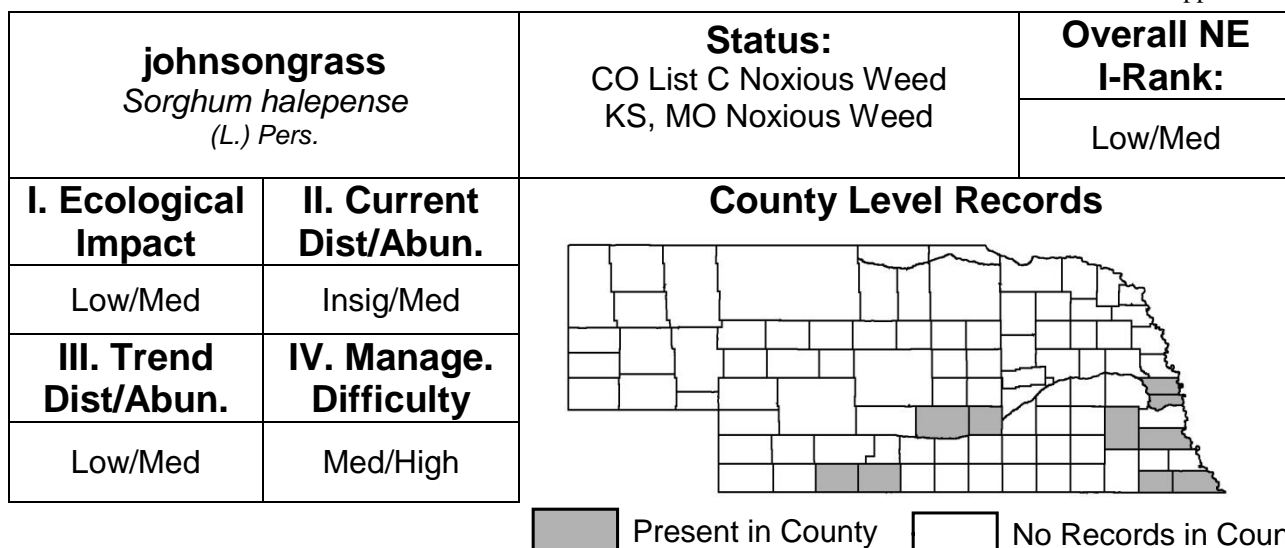 johnsongrass
Sorghum halepense
(L.) Pers.
Status:
CO List C Noxious Weed
KS, MO Noxious Weed
Overall NE
I-Rank:
Low/Med
I. Ecological
Impact
II. Current
Dist/Abun.
Low/Med
Insig/Med
III. Trend
Dist/Abun.
IV. Manage.
Difficulty
Low/Med
Med/High
County Level Records
Present in County
No Records in